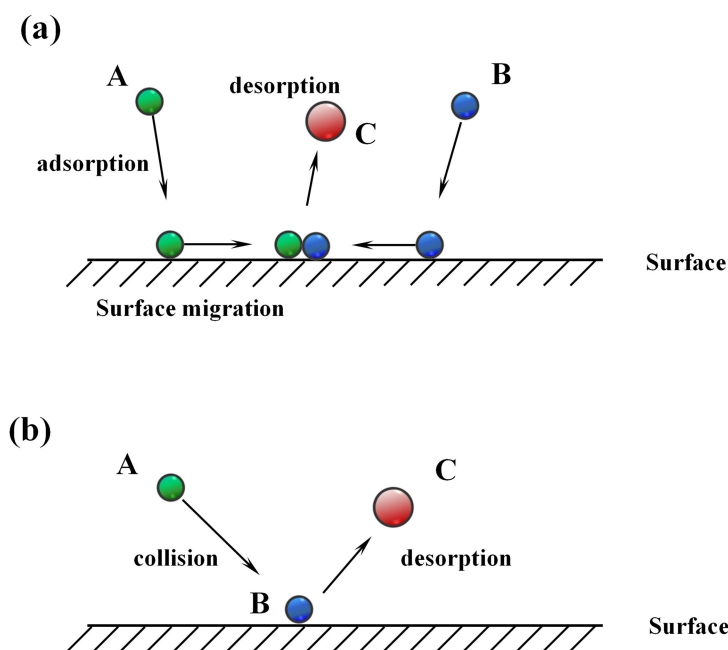 (a)
A
desorption
B
C
adsorption
Surface
Surface migration
(b)
A
C
collision
desorption
B
Surface